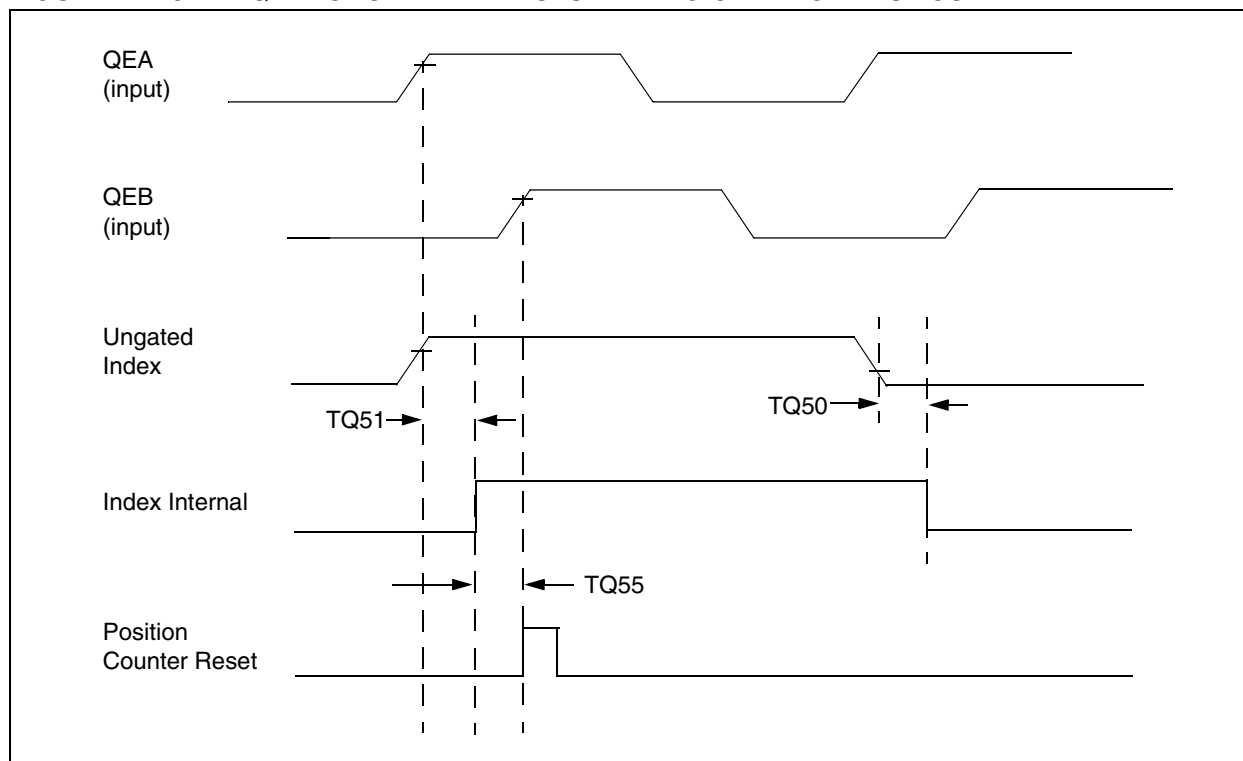 QEA
(input)
QEB
(input)
Ungated
Index
TQ51
TQ50
Index Internal
TQ55
Position
Counter Reset